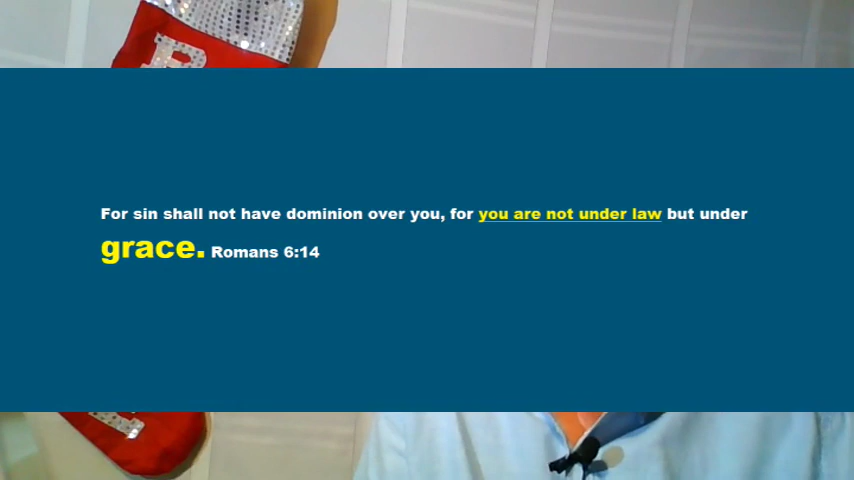 For sin shall not have dominion over you, for you are not under law but under
grace. Romans 6:14